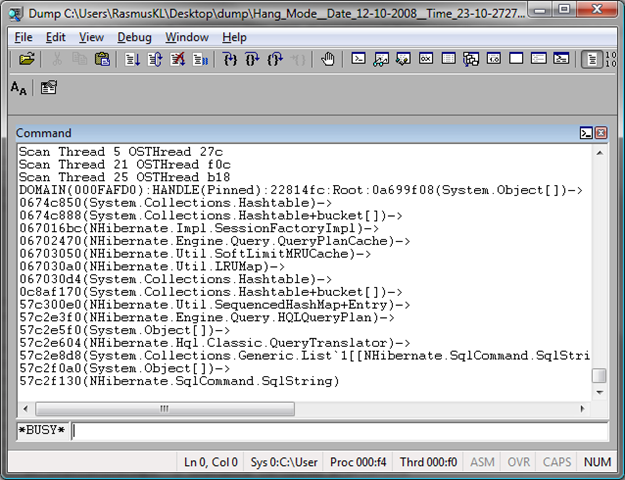 Dump C:\Users\RasmusKL\Desktop\dump\Hang_Mode__Date_12-10-2008__Time_23-10-2727...
File Edit View Debug Window Help
Command
Scan Thread 5 OSTHread 27c
Scan Thread 21 OSTHread f0c
Scan Thread 25 OSTHread b18
DOMAIN(000FAFD0):HANDLE(Pinned):22814fc:Root:0a699f08(System.Object[])->
0674c850(System.Collections.Hashtable)->
0674c888(System.Collections.Hashtable+bucket[])->
067016bc(NHibernate.Impl.SessionFactoryImpl)->
06702470(NHibernate.Engine.Query.QueryPlanCache)->
06703050(NHibernate.Util.SoftLimitMRUCache)->
067030a0(NHibernate.Util.LRUMap)->
067030d4(System.Collections.Hashtable)->
0c8af170(System.Collections.Hashtable+bucket[])->
57c300e0(NHibernate.Util.SequencedHashMap+Entry)->
57c2e3f0(NHibernate.Engine.Query.HQLQueryPlan)->
57c2e5f0(System.Object[])->
57c2e604(NHibernate.Hql.Classic.QueryTranslator)->
57c2e8d8(System.Collections.Generic.List`1[[NHibernate.SqlCommand.SqlStri
57c2f0a0(System.Object[])->
57c2f130(NHibernate.SqlCommand.SqlString)
*BUSY*
Ln 0, Col 0 Sys 0:C:\User Proc 000:f4 Thrd 000:f0 ASM OVR CAPS NUM